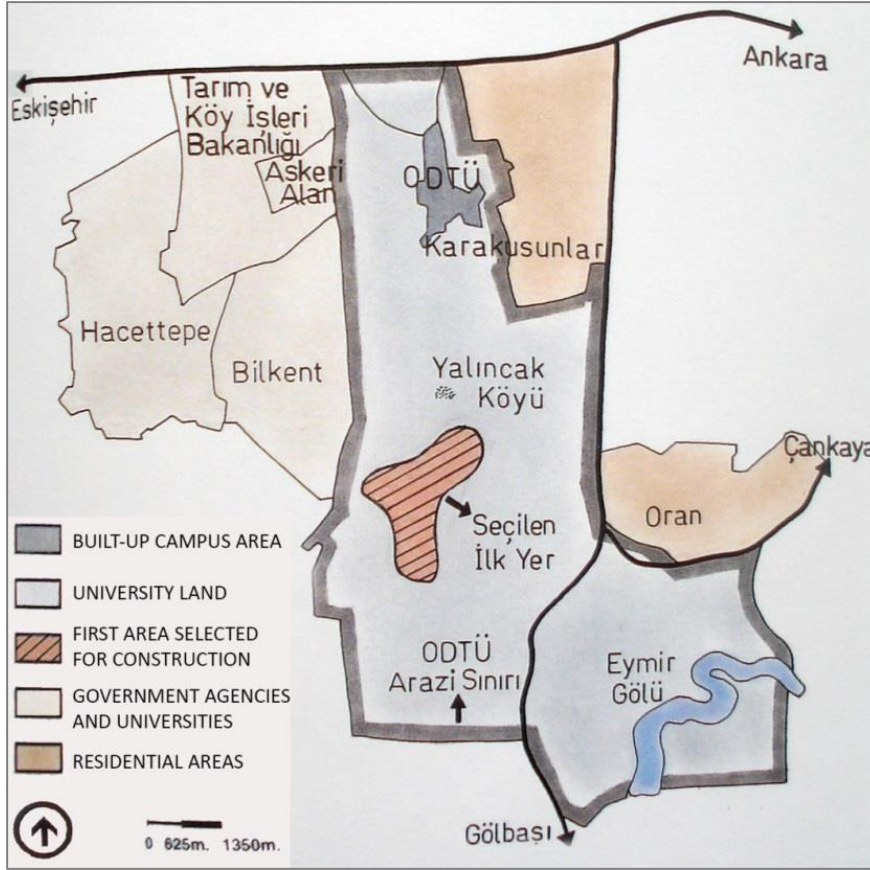 Ankara
Eskişehir
Tarım ve
Köy İşleri
Bakanlığı
Askeri
Alan
ODTÜ
Karakusunlar
Hacettepe
Bilkent
Yalıncak
Köyü
Çankaya
Oran
Seçilen
İlk Yer
ODTÜ
Arazi Sınırı
Eymir
Gölü
Gölbaşı
BUILT-UP CAMPUS AREA
UNIVERSITY LAND
FIRST AREA SELECTED
FOR CONSTRUCTION
GOVERNMENT AGENCIES
AND UNIVERSITIES
RESIDENTIAL AREAS
0 625m. 1350m.